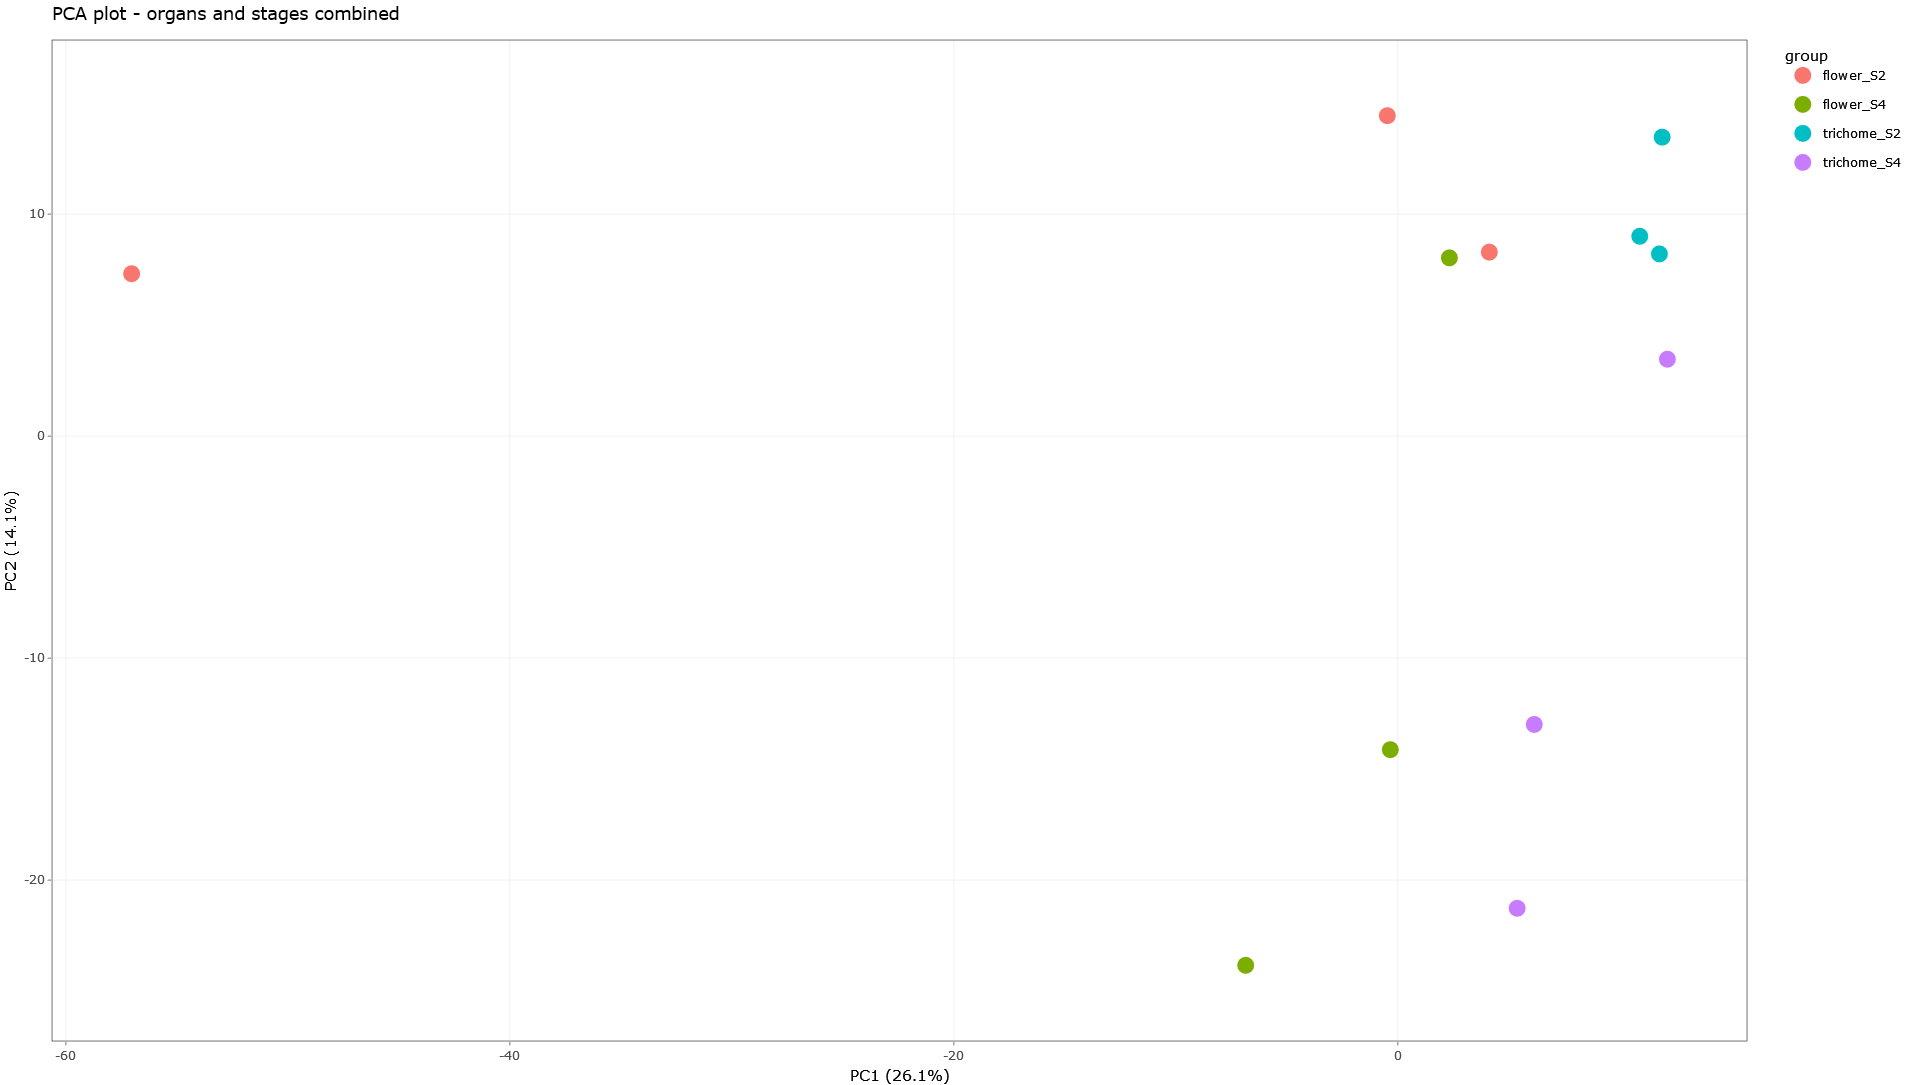 PCA plot - organs and stages combined
group
flower_S2
flower_S4
trichome_S2
trichome_S4
10
0
-10
-20
PC2 (14.1%)
-60
-40
-20
0
PC1 (26.1%)